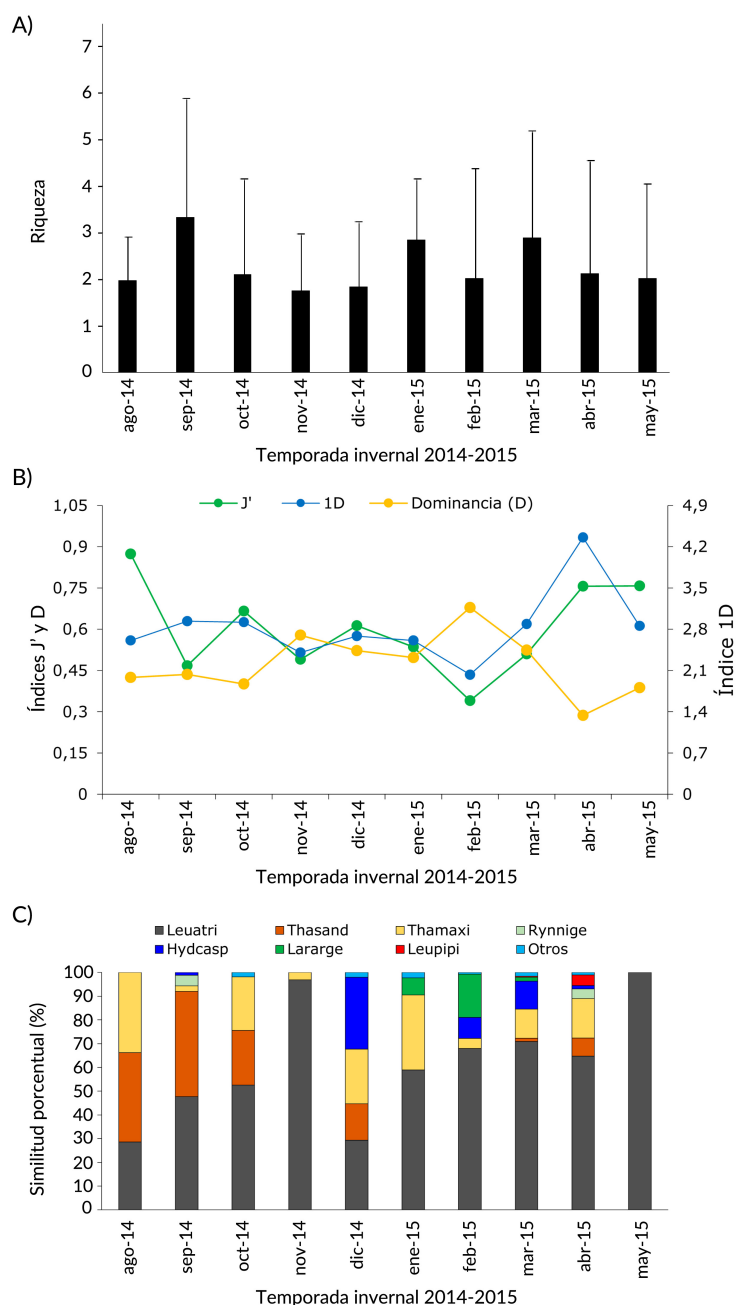 A)
7
6
5
4
3
2
1
0
Riqueza
ago-14
sep-14
oct-14
nov-14
dic-14
ene-15
feb-15
mar-15
abr-15
may-15
Temporada invernal 2014-2015
B)
J' 1D Dominancia (D)
1,05
0,9
0,75
0,6
0,45
0,3
0,15
0
Índices J' y D
4,9
4,2
3,5
2,8
2,1
1,4
0,7
0
Índice 1D
ago-14
sep-14
oct-14
nov-14
dic-14
ene-15
feb-15
mar-15
abr-15
may-15
Temporada invernal 2014-2015
C)
Leuatri Thasand Thamaxi Rynnige
Hydcasp Lararge Leupipi Otros
100
90
80
70
60
50
40
30
20
10
0
Similitud porcentual (%)
ago-14
sep-14
oct-14
nov-14
dic-14
ene-15
feb-15
mar-15
abr-15
may-15
Temporada invernal 2014-2015